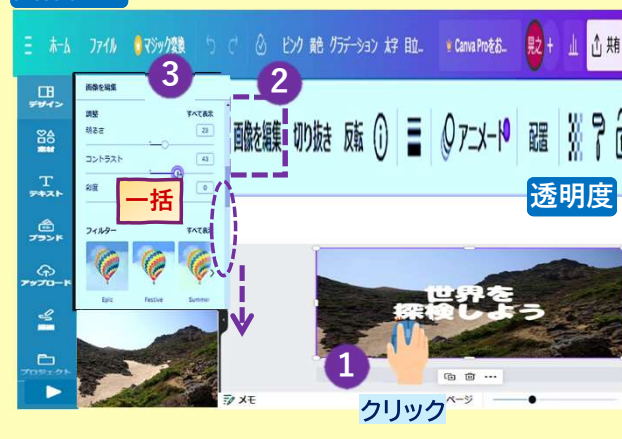 ホーム ファイル マジック変換 ピンク 黄色 グラデーション 太字 目立... Canva Proをお... 晃之 + 共有
3
2
デザイン
素材
テキスト
ブランド
アップロード
プロジェクト
画像を編集
調整 すべて表示
明るさ 23
コントラスト 43
彩度 0
一括
フィルター すべて表示
Epic Festive Summer
画像を編集 切り抜き 反転 アニメート 配置
透明度
世界を
探検しよう
1
クリック
メモ ページ